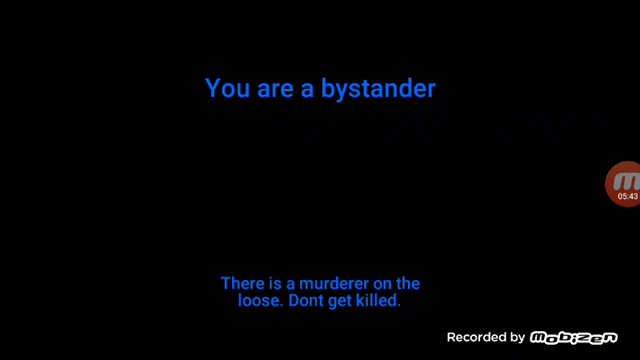 You are a bystander
05:43
There is a murderer on the
loose. Dont get killed.
Recorded by mobizen